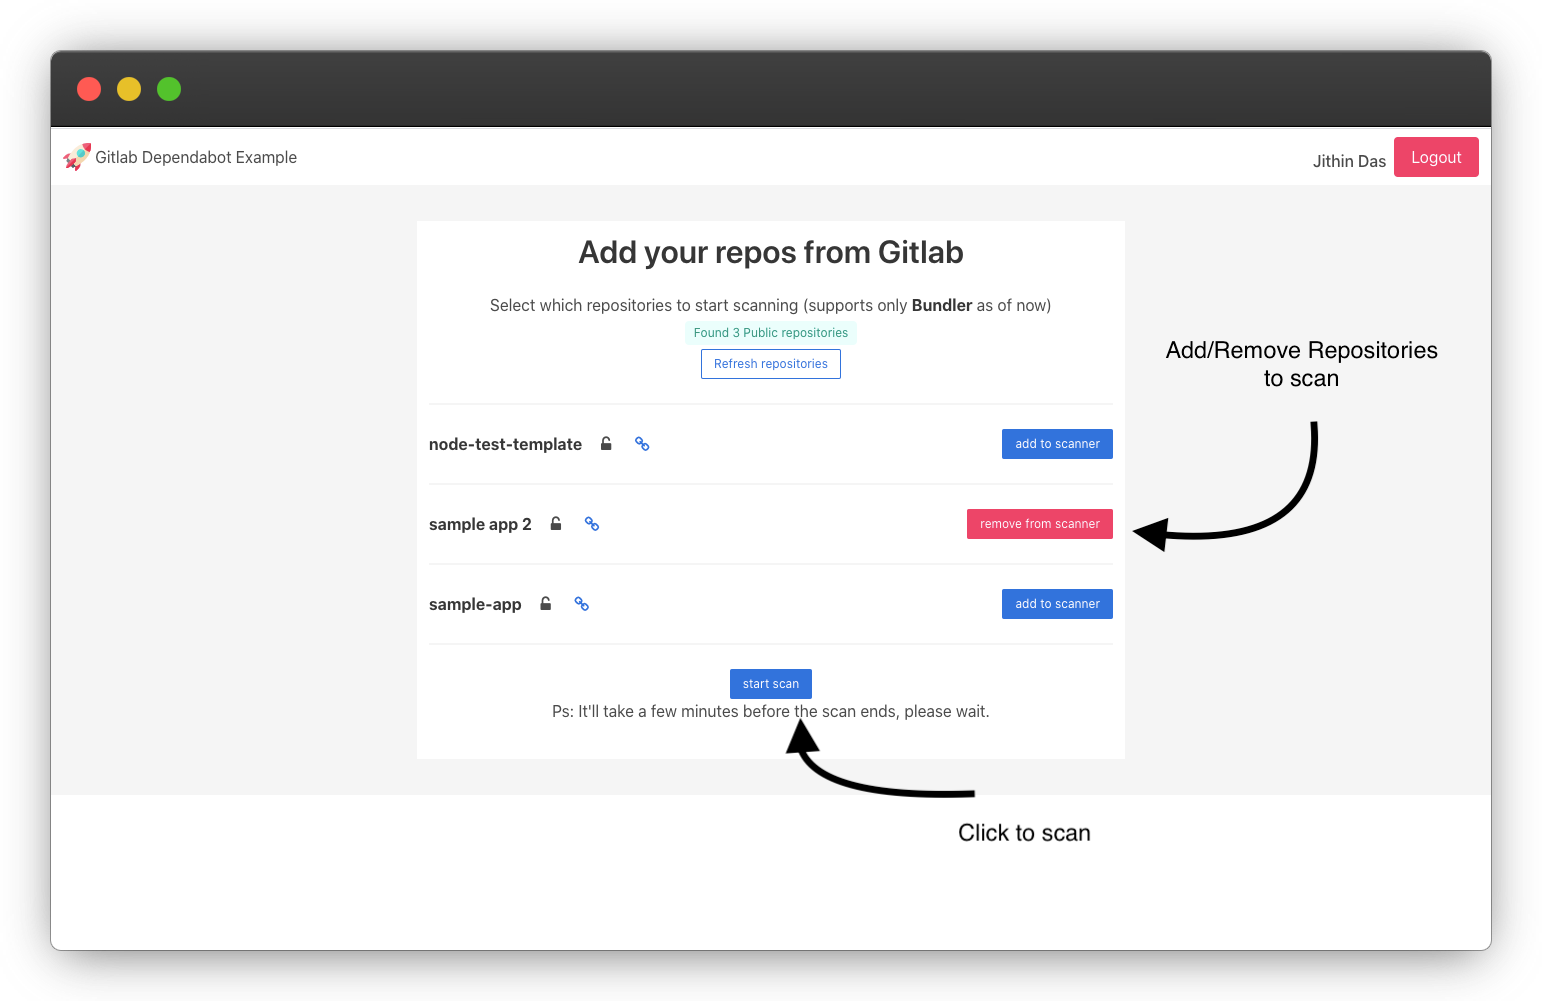 Gitlab Dependabot Example
Jithin Das
Logout
Add your repos from Gitlab
Select which repositories to start scanning (supports only Bundler as of now)
Found 3 Public repositories
Refresh repositories
Add/Remove Repositories
to scan
node-test-template
add to scanner
sample app 2
remove from scanner
sample-app
add to scanner
start scan
Ps: It'll take a few minutes before the scan ends, please wait.
Click to scan